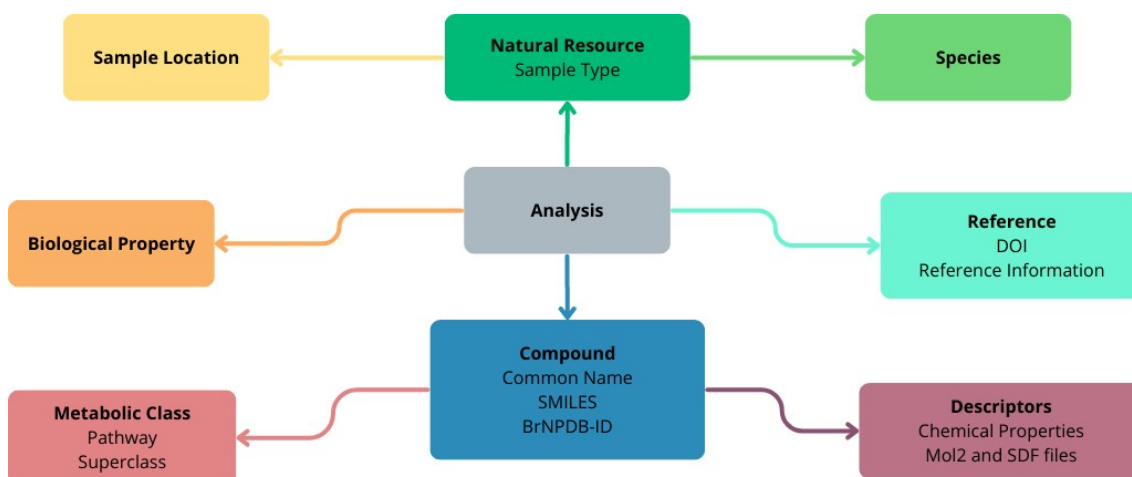 Sample Location
Natural Resource
Sample Type
Species
Biological Property
Analysis
Reference
DOI
Reference Information
Metabolic Class
Pathway
Superclass
Compound
Common Name
SMILES
BrNPDB-ID
Descriptors
Chemical Properties
Mol2 and SDF files